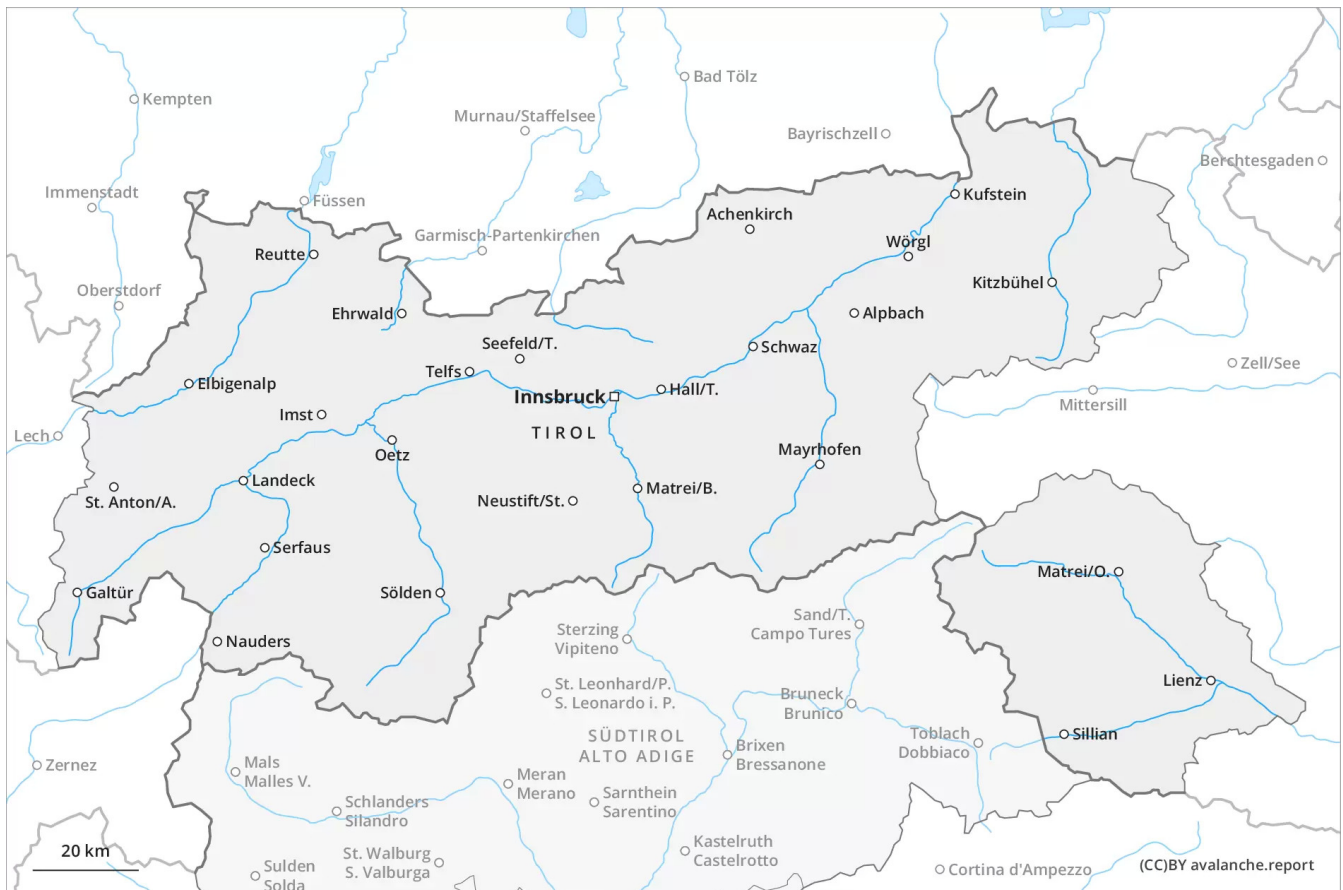 Bad Tölz
Kempten
Murnau/Staffelsee
Bayrischzell
Berchtesgaden
Immenstadt
Füssen
Kufstein
Achenkirch
Garmisch-Partenkirchen
Wörgl
Reutte
Kitzbühel
Oberstdorf
Ehrwald
Alpbach
Seefeld/T.
Schwaz
Zell/See
Telfs
Elbigenalp
Hall/T.
Innsbruck
Mittersill
Imst
TIROL
Lech
Mayrhofen
Oetz
Landeck
Matrei/B.
St. Anton/A.
Neustift/St.
Serfaus
Matrei/O.
Galtür
Sölden
Sand/T.
Campo Tures
Sterzing
Vipiteno
Nauders
Lienz
St. Leonhard/P.
S. Leonardo i. P.
Bruneck
Brunico
Sillian
SÜDTIROL
ALTO ADIGE
Toblach
Dobbiaco
Brixen
Bressanone
Zernez
Mals
Malles V.
Meran
Merano
Sarnthein
Sarentino
Schlanders
Silandro
20 km
Kastelruth
Castelrotto
St. Walburg
S. Valburga
Sulden
Solda
Cortina d'Ampezzo
(CC)BY avalanche.report